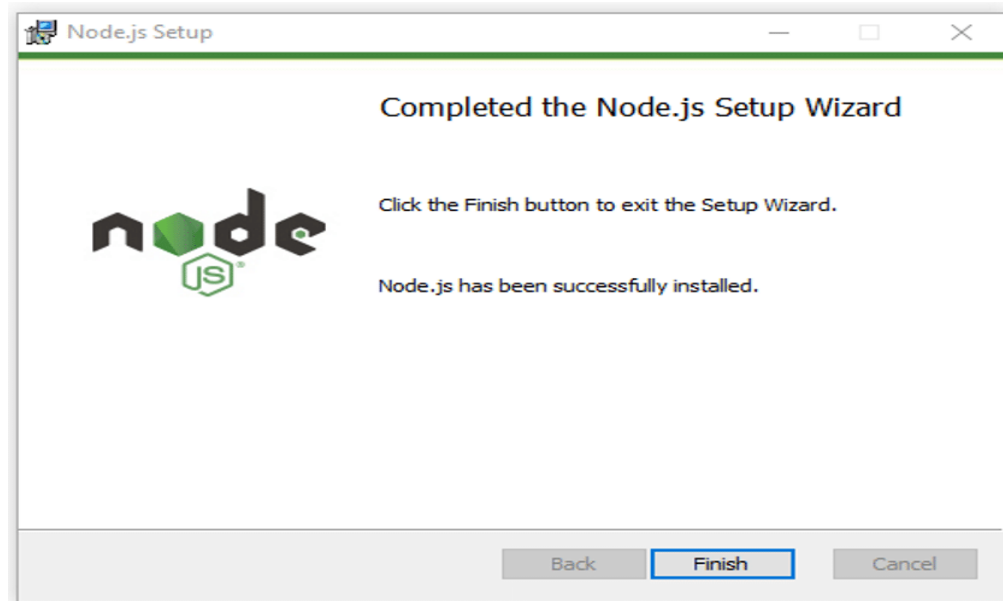 Node.js Setup
Completed the Node.js Setup Wizard
Click the Finish button to exit the Setup Wizard.
node
JS®
Node.js has been successfully installed.
Back Finish Cancel